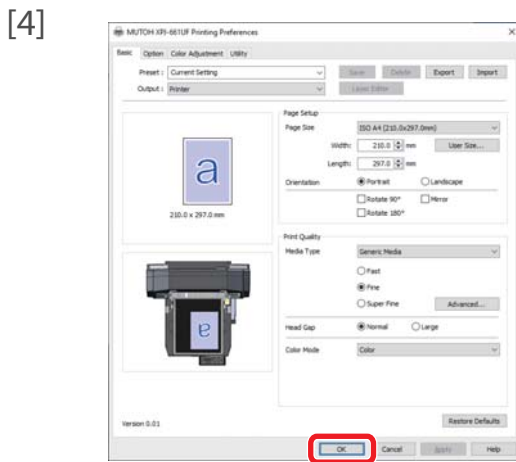 [4]
MUTOH XPJ-661UF Printing Preferences
Basic Option Color Adjustment Utility
Preset : Current Setting Save Delete Export Import
Output : Printer Layer Editor
Page Setup
Page Size ISO A4 (210.0x297.0mm)
Width: 210.0 mm User Size...
Length: 297.0 mm
Orientation Portrait Landscape
Rotate 90° Mirror
Rotate 180°
a
210.0 x 297.0 mm
Print Quality
Media Type Generic Media
Fast
Fine
Super Fine Advanced...
Head Gap Normal Large
Color Mode Color
a
Version 0.01 Restore Defaults
OK Cancel Apply Help